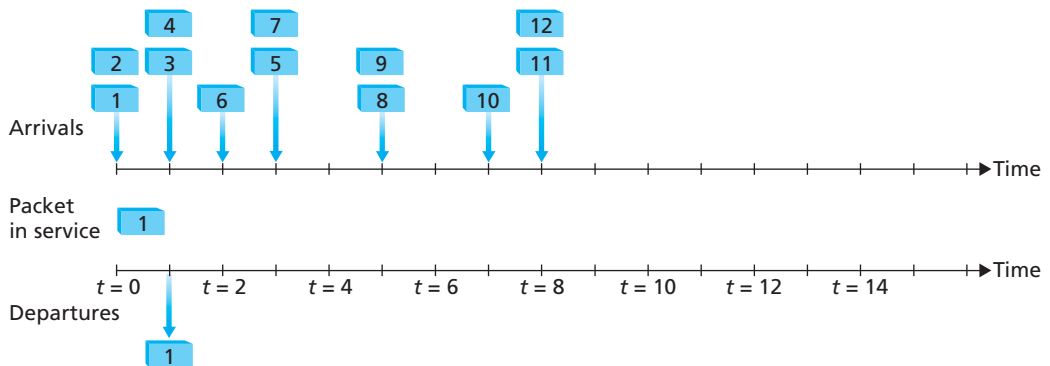 4 7 12
2 3 5 9 11
1 6 8 10
Arrivals
Time
Packet
in service
1
Time
t = 0 t = 2 t = 4 t = 6 t = 8 t = 10 t = 12 t = 14
Departures
1